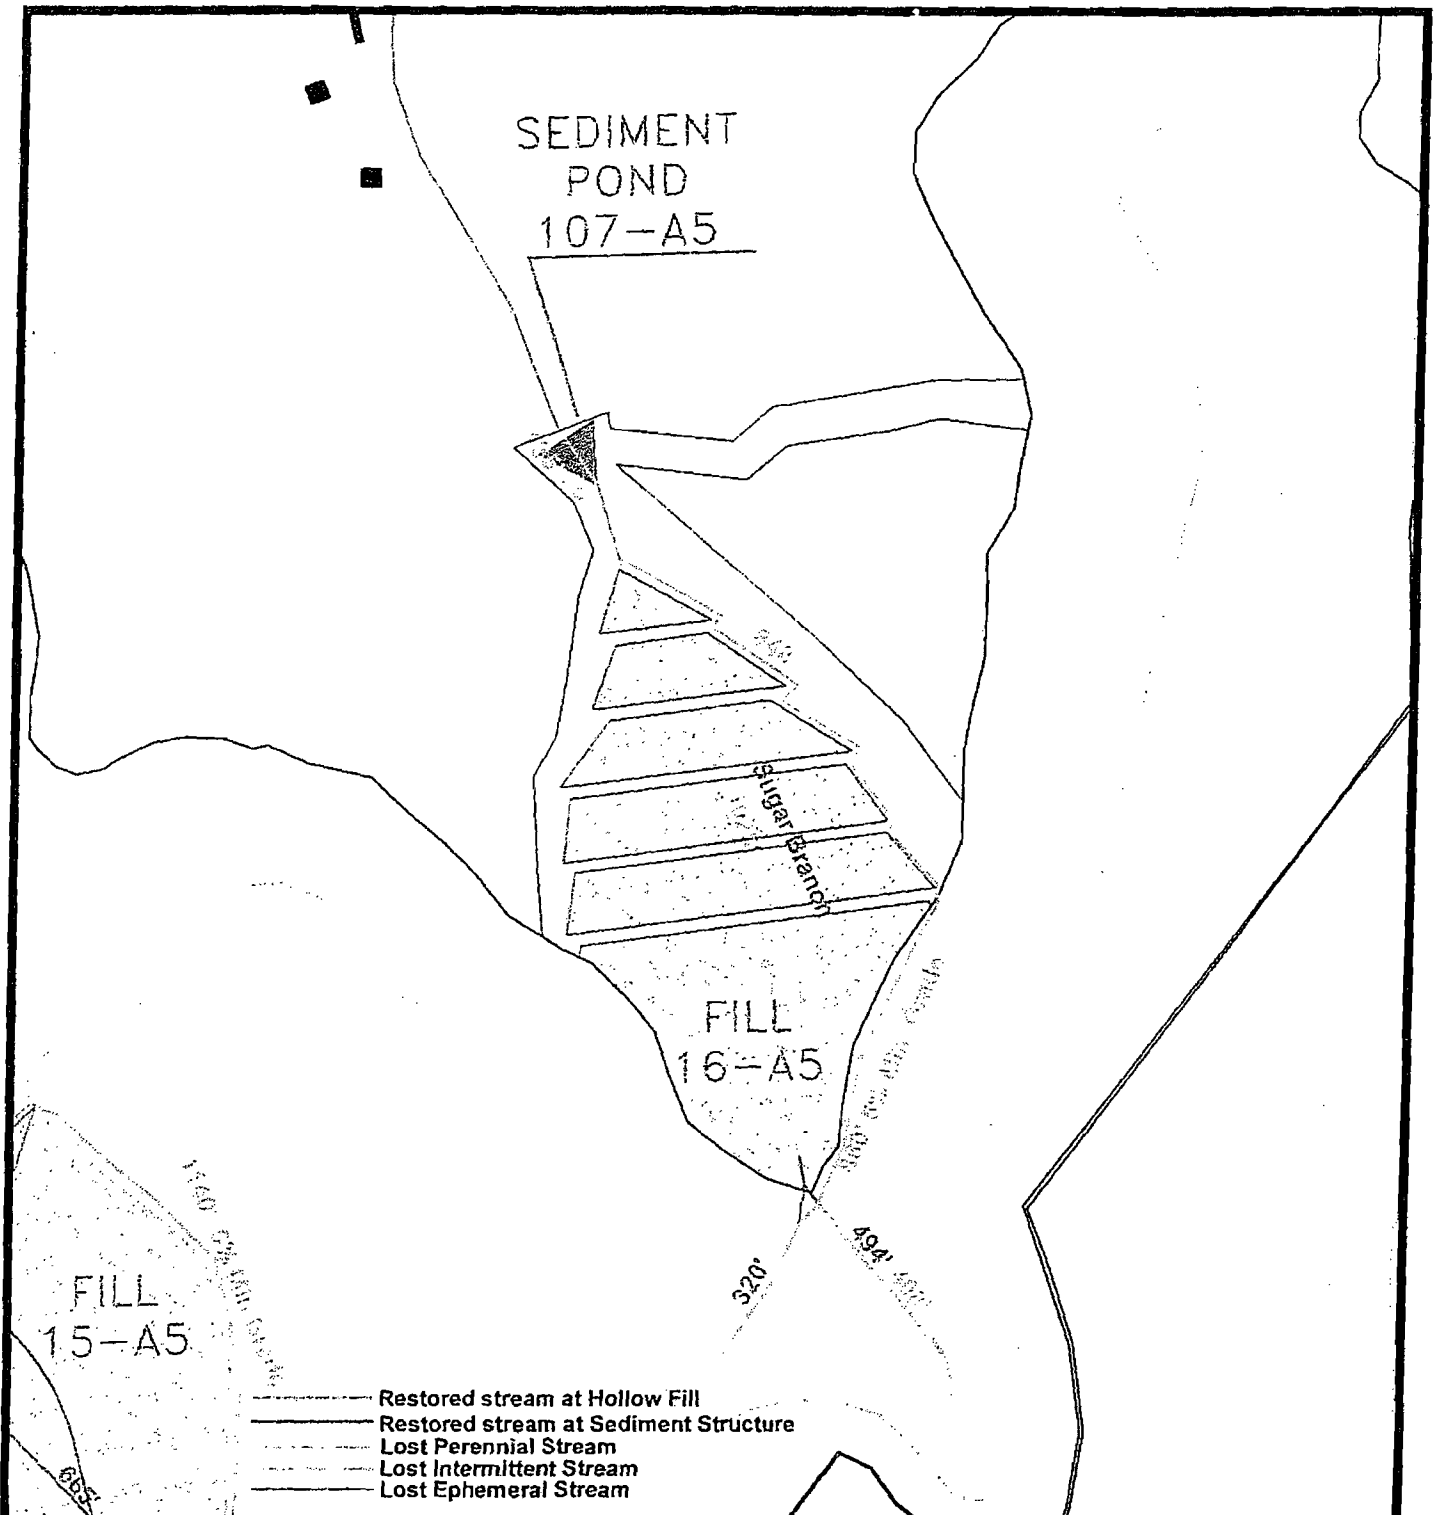 SEDIMENT
POND
107-A5
Sugar Branch
FILL
16-A5
494'
320'
FILL
15-A5
665'
Restored stream at Hollow Fill
Restored stream at Sediment Structure
Lost Perennial Stream
Lost Intermittent Stream
Lost Ephemeral Stream